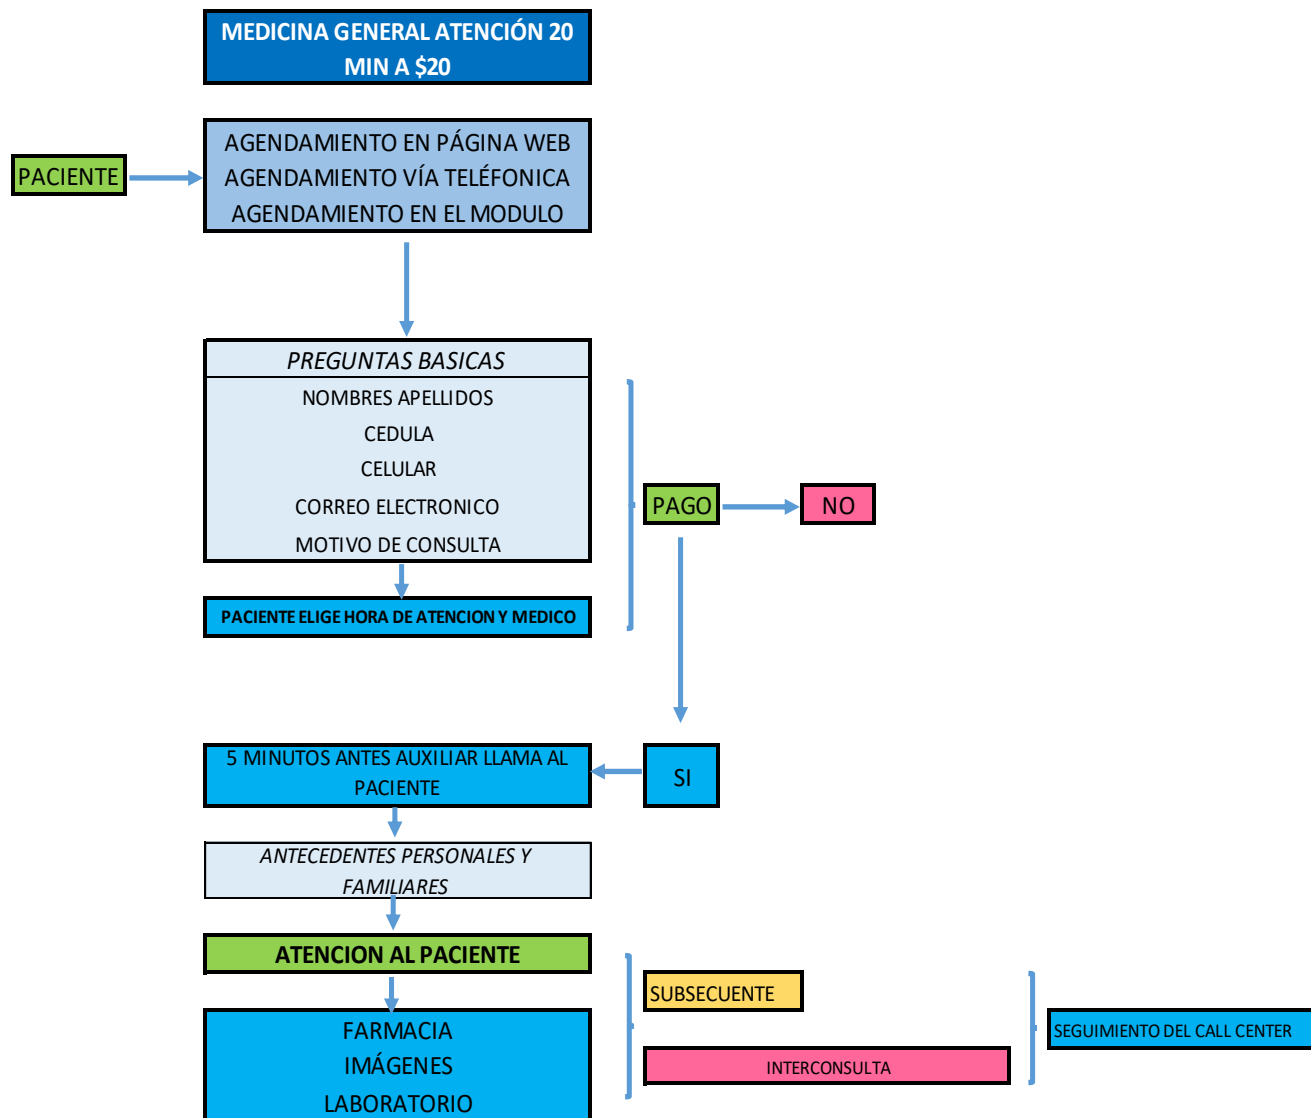 MEDICINA GENERAL ATENCIÓN 20
MIN A $20
PACIENTE
AGENDAMIENTO EN PÁGINA WEB
AGENDAMIENTO VÍA TELÉFONICA
AGENDAMIENTO EN EL MODULO
PREGUNTAS BASICAS
NOMBRES APELLIDOS
CEDULA
CELULAR
CORREO ELECTRONICO
MOTIVO DE CONSULTA
PAGO
NO
PACIENTE ELIGE HORA DE ATENCION Y MEDICO
5 MINUTOS ANTES AUXILIAR LLAMA AL
PACIENTE
SI
ANTECEDENTES PERSONALES Y
FAMILIARES
ATENCION AL PACIENTE
FARMACIA
IMÁGENES
LABORATORIO
SUBSECUENTE
INTERCONSULTA
SEGUIMIENTO DEL CALL CENTER